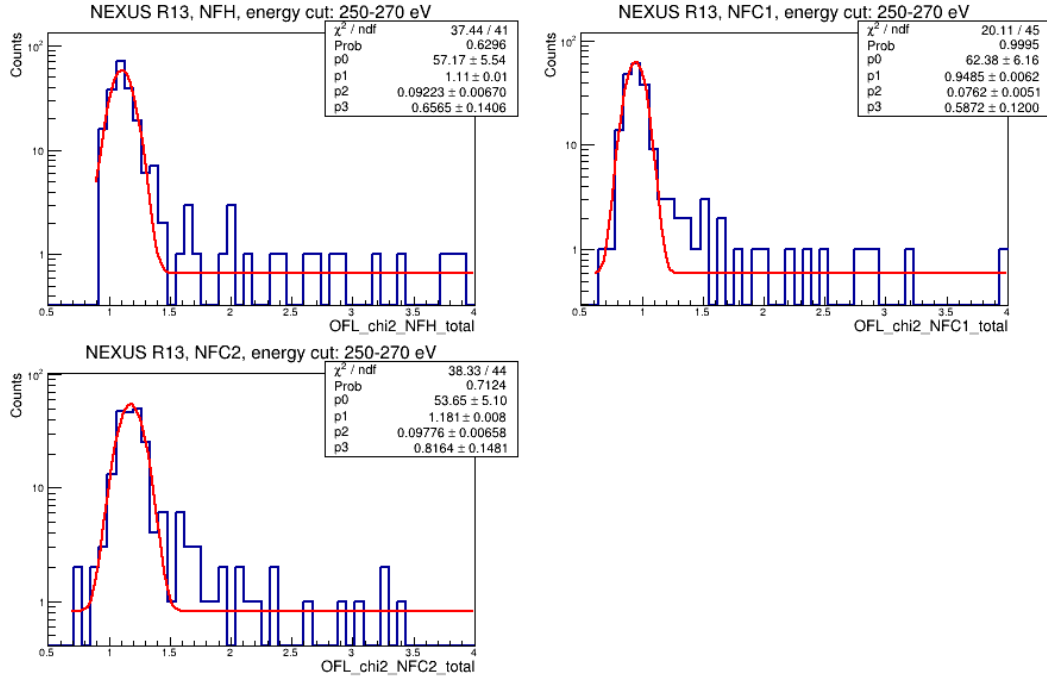 NEXUS R13, NFH, energy cut: 250-270 eV
Counts
10²
10
1
χ² / ndf 37.44 / 41
Prob 0.6296
p0 57.17 ± 5.54
p1 1.11 ± 0.01
p2 0.09223 ± 0.00670
p3 0.6565 ± 0.1406
0.5 1 1.5 2 2.5 3 3.5 4
OFL_chi2_NFH_total
NEXUS R13, NFC1, energy cut: 250-270 eV
Counts
10²
10
1
χ² / ndf 20.11 / 45
Prob 0.9995
p0 62.38 ± 6.16
p1 0.9485 ± 0.0062
p2 0.0762 ± 0.0051
p3 0.5872 ± 0.1200
0.5 1 1.5 2 2.5 3 3.5 4
OFL_chi2_NFC1_total
NEXUS R13, NFC2, energy cut: 250-270 eV
Counts
10²
10
1
χ² / ndf 38.33 / 44
Prob 0.7124
p0 53.65 ± 5.10
p1 1.181 ± 0.008
p2 0.09776 ± 0.00658
p3 0.8164 ± 0.1481
0.5 1 1.5 2 2.5 3 3.5 4
OFL_chi2_NFC2_total